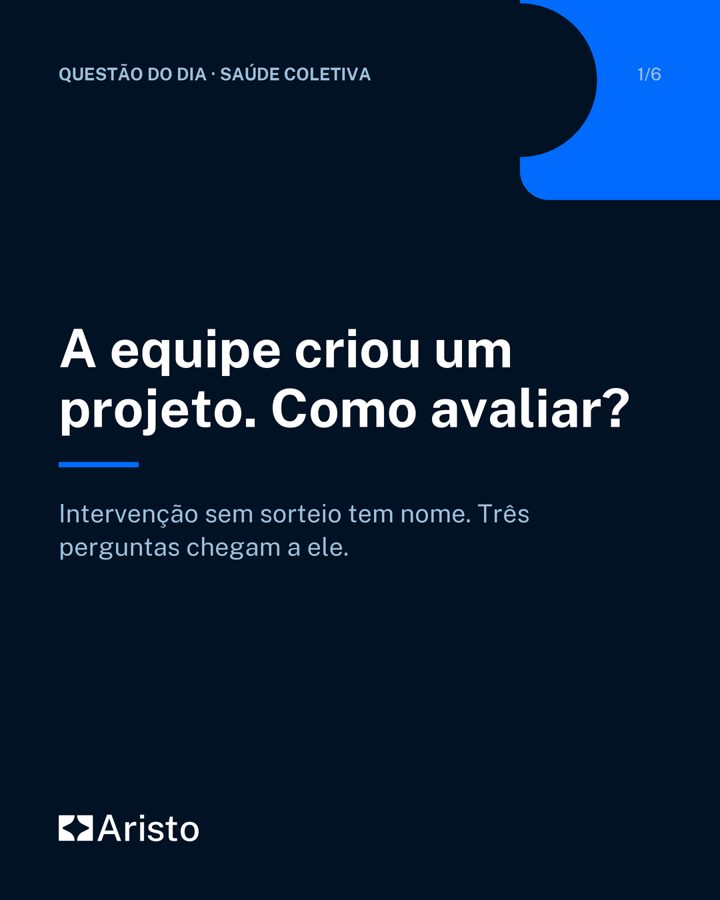 QUESTÃO DO DIA · SAÚDE COLETIVA
1/6
A equipe criou um
projeto. Como avaliar?
Intervenção sem sorteio tem nome. Três
perguntas chegam a ele.
Aristo